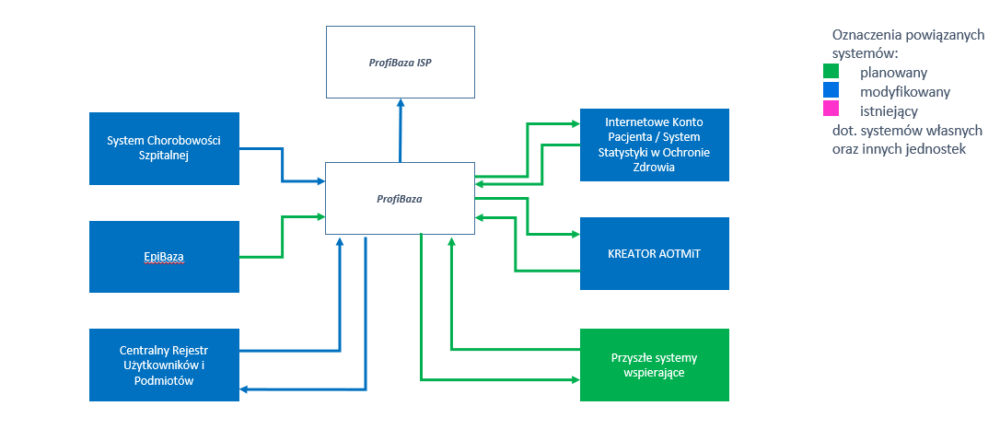 ProfiBaza ISP
Oznaczenia powiązanych
systemów:
planowany
modyfikowany
istniejący
dot. systemów własnych
oraz innych jednostek
System Chorobowości
Szpitalnej
Internetowe Konto
Pacjenta / System
Statystyki w Ochronie
Zdrowia
ProfiBaza
EpiBaza
KREATOR AOTMiT
Centralny Rejestr
Użytkowników i
Podmiotów
Przyszłe systemy
wspierające